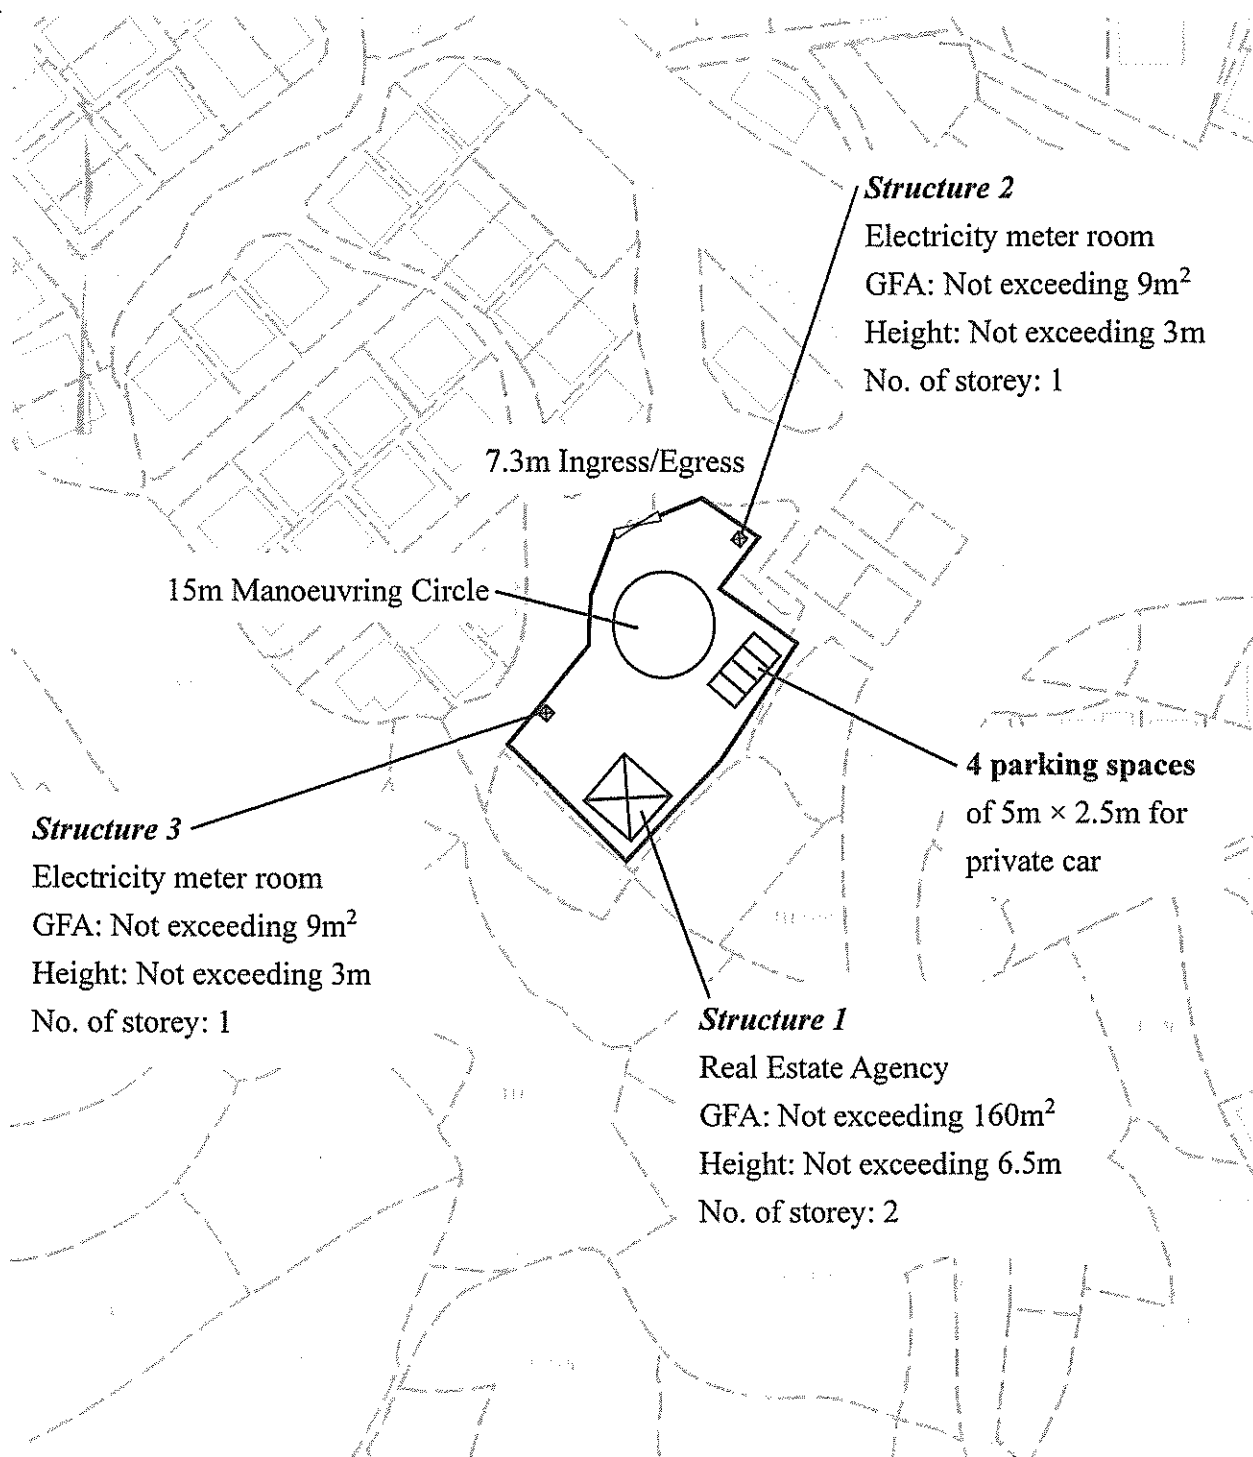 Structure 2
Electricity meter room
GFA: Not exceeding 9m²
Height: Not exceeding 3m
No. of storey: 1
7.3m Ingress/Egress
15m Manoeuvring Circle
4 parking spaces
of 5m × 2.5m for
private car
Structure 3
Electricity meter room
GFA: Not exceeding 9m²
Height: Not exceeding 3m
No. of storey: 1
Structure 1
Real Estate Agency
GFA: Not exceeding 160m²
Height: Not exceeding 6.5m
No. of storey: 2